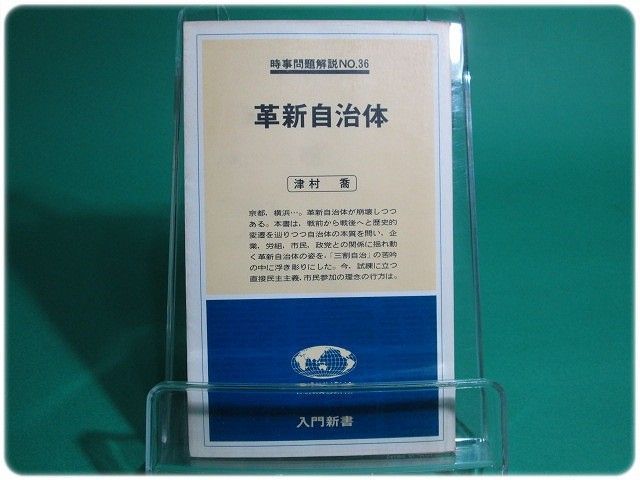 時事問題解説NO.36
革新自治体
津村 喬
京都,横浜…。革新自治体が崩壊しつつ
ある。本書は,戦前から戦後へと歴史的
変遷を辿りつつ自治体の本質を問い,企
業,労組,市民,政党との関係に揺れ動
く革新自治体の姿を,「三割自治」の苦吟
の中に浮き彫りにした。今,試練に立つ
直接民主主義,市民参加の理念の行方は。
入門新書